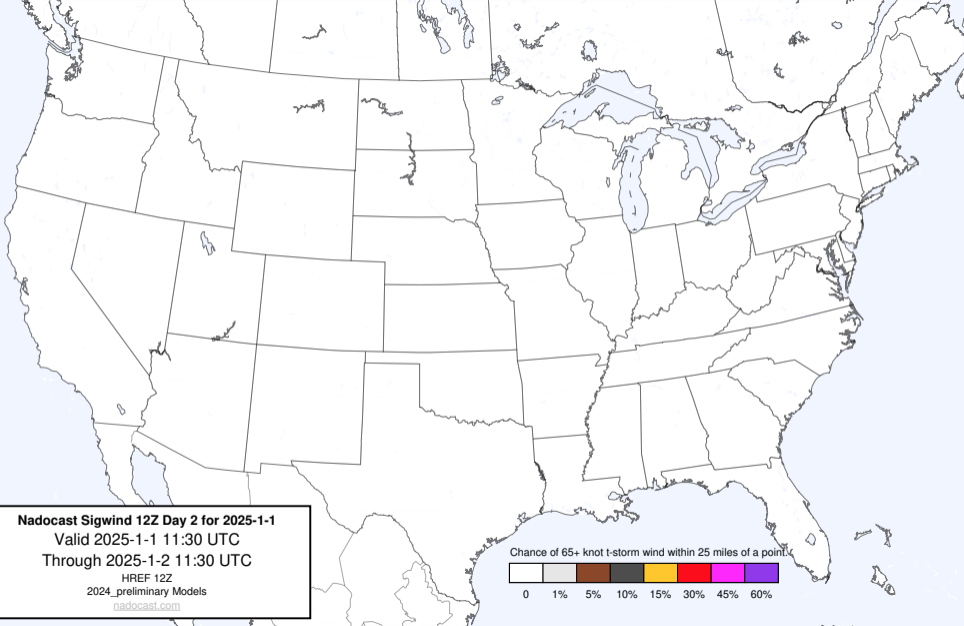 Nadocast Sigwind 12Z Day 2 for 2025-1-1
Valid 2025-1-1 11:30 UTC
Through 2025-1-2 11:30 UTC
HREF 12Z
2024_preliminary Models
nadocast.com
Chance of 65+ knot t-storm wind within 25 miles of a point.
0 1% 5% 10% 15% 30% 45% 60%